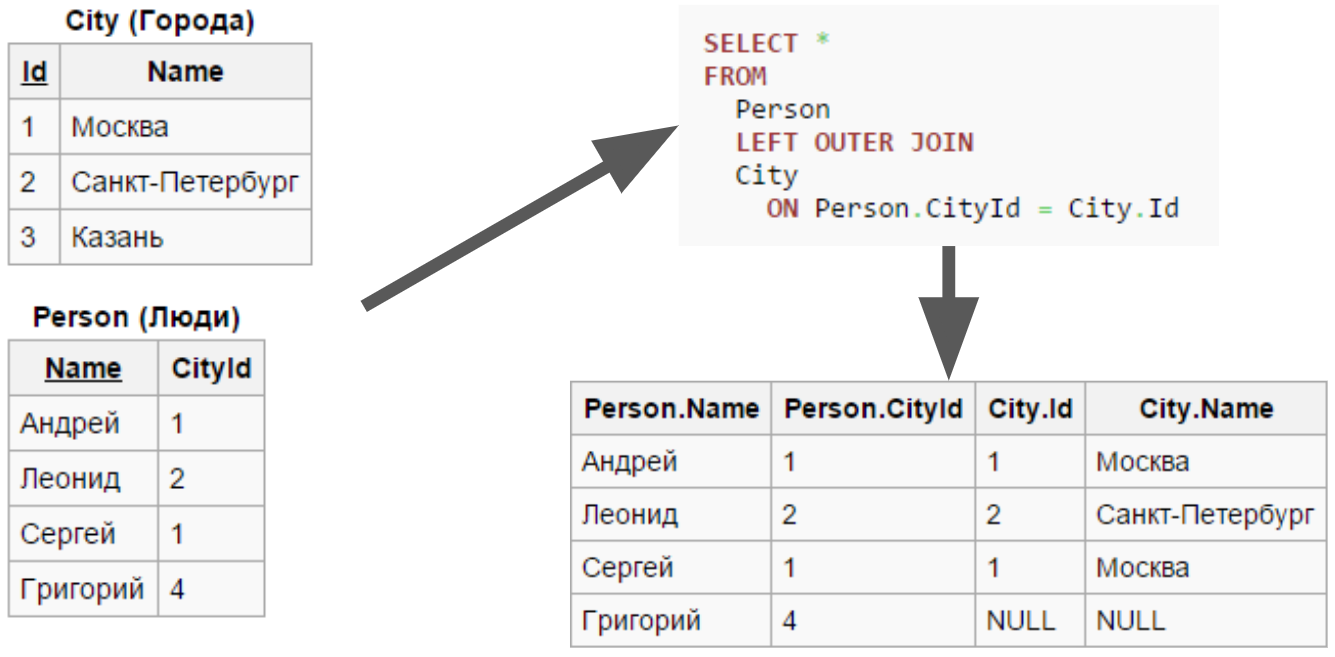 City (Города)
Id Name
1 Москва
2 Санкт-Петербург
3 Казань
Person (Люди)
Name CityId
Андрей 1
Леонид 2
Сергей 1
Григорий 4
SELECT *
FROM
Person
LEFT OUTER JOIN
City
ON Person.CityId = City.Id
Person.Name Person.CityId City.Id City.Name
Андрей 1 1 Москва
Леонид 2 2 Санкт-Петербург
Сергей 1 1 Москва
Григорий 4 NULL NULL